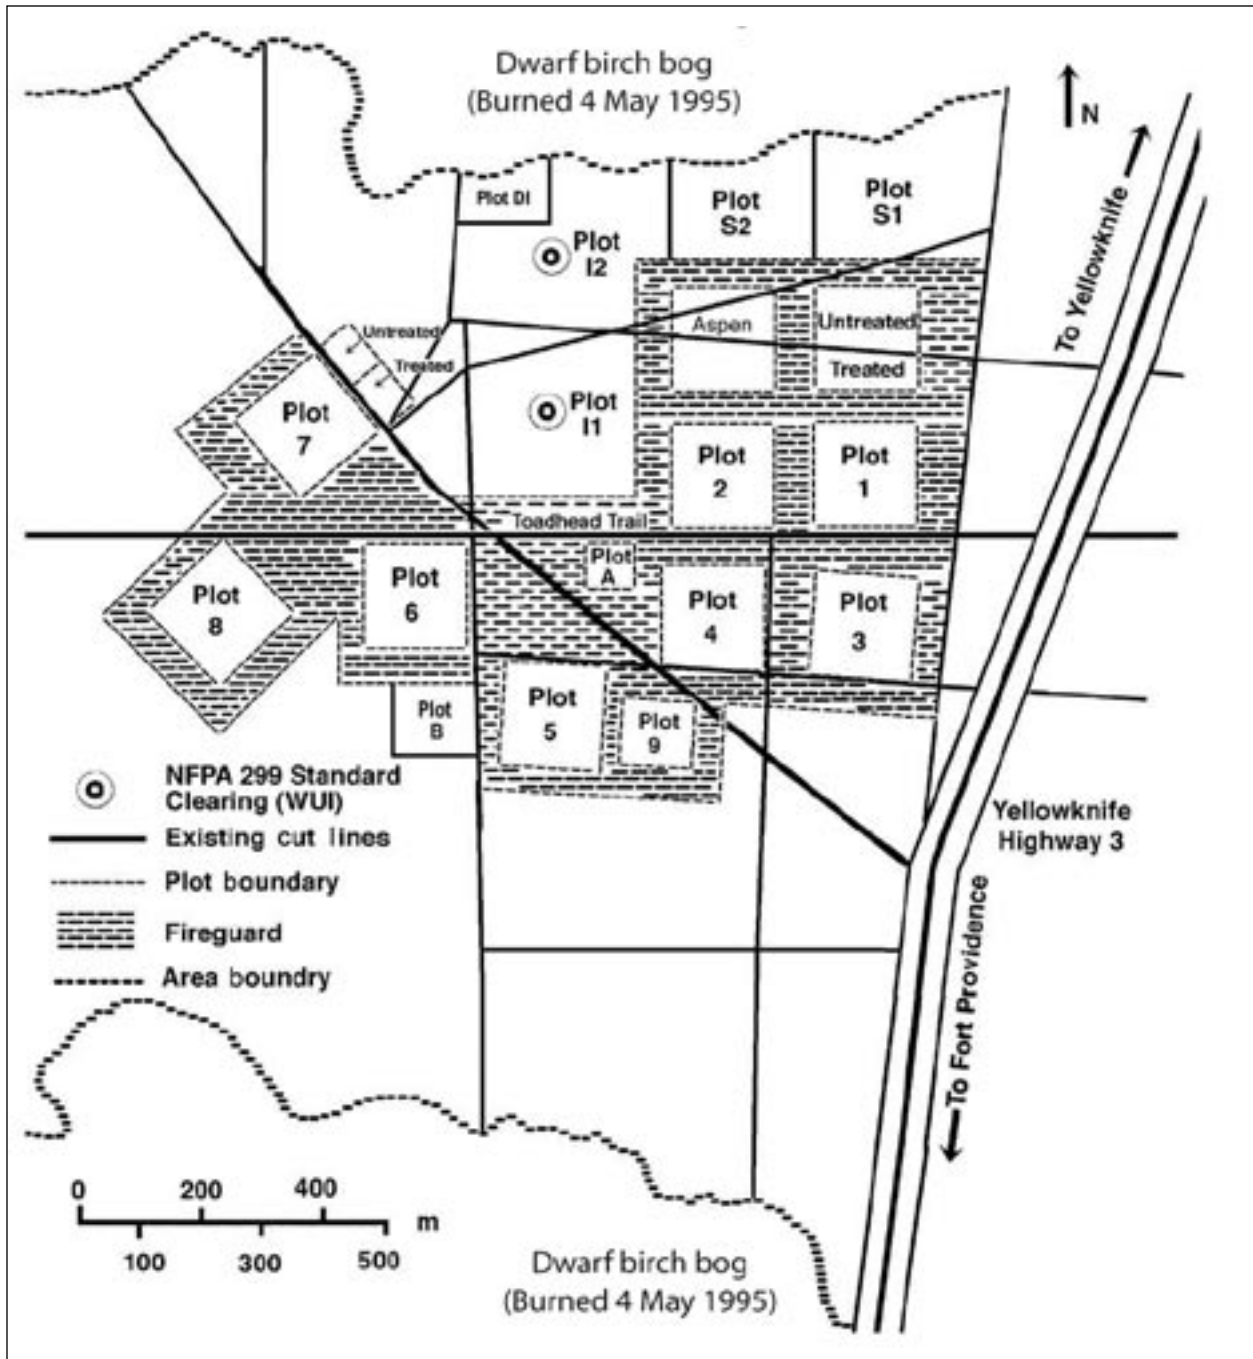 Dwarf birch bog
(Burned 4 May 1995)
N
To Yellowknife
Plot DI
Plot
S2
Plot
S1
Plot
I2
Untreated
Treated
Aspen
Untreated
Treated
Plot
7
Plot
I1
Plot
2
Plot
1
Toadhead Trail
Plot
A
Plot
8
Plot
6
Plot
4
Plot
3
Plot
B
Plot
5
Plot
9
NFPA 299 Standard
Clearing (WUI)
Existing cut lines
Plot boundary
Fireguard
Area boundry
Yellowknife
Highway 3
To Fort Providence
0 200 400
m
100 300 500
Dwarf birch bog
(Burned 4 May 1995)